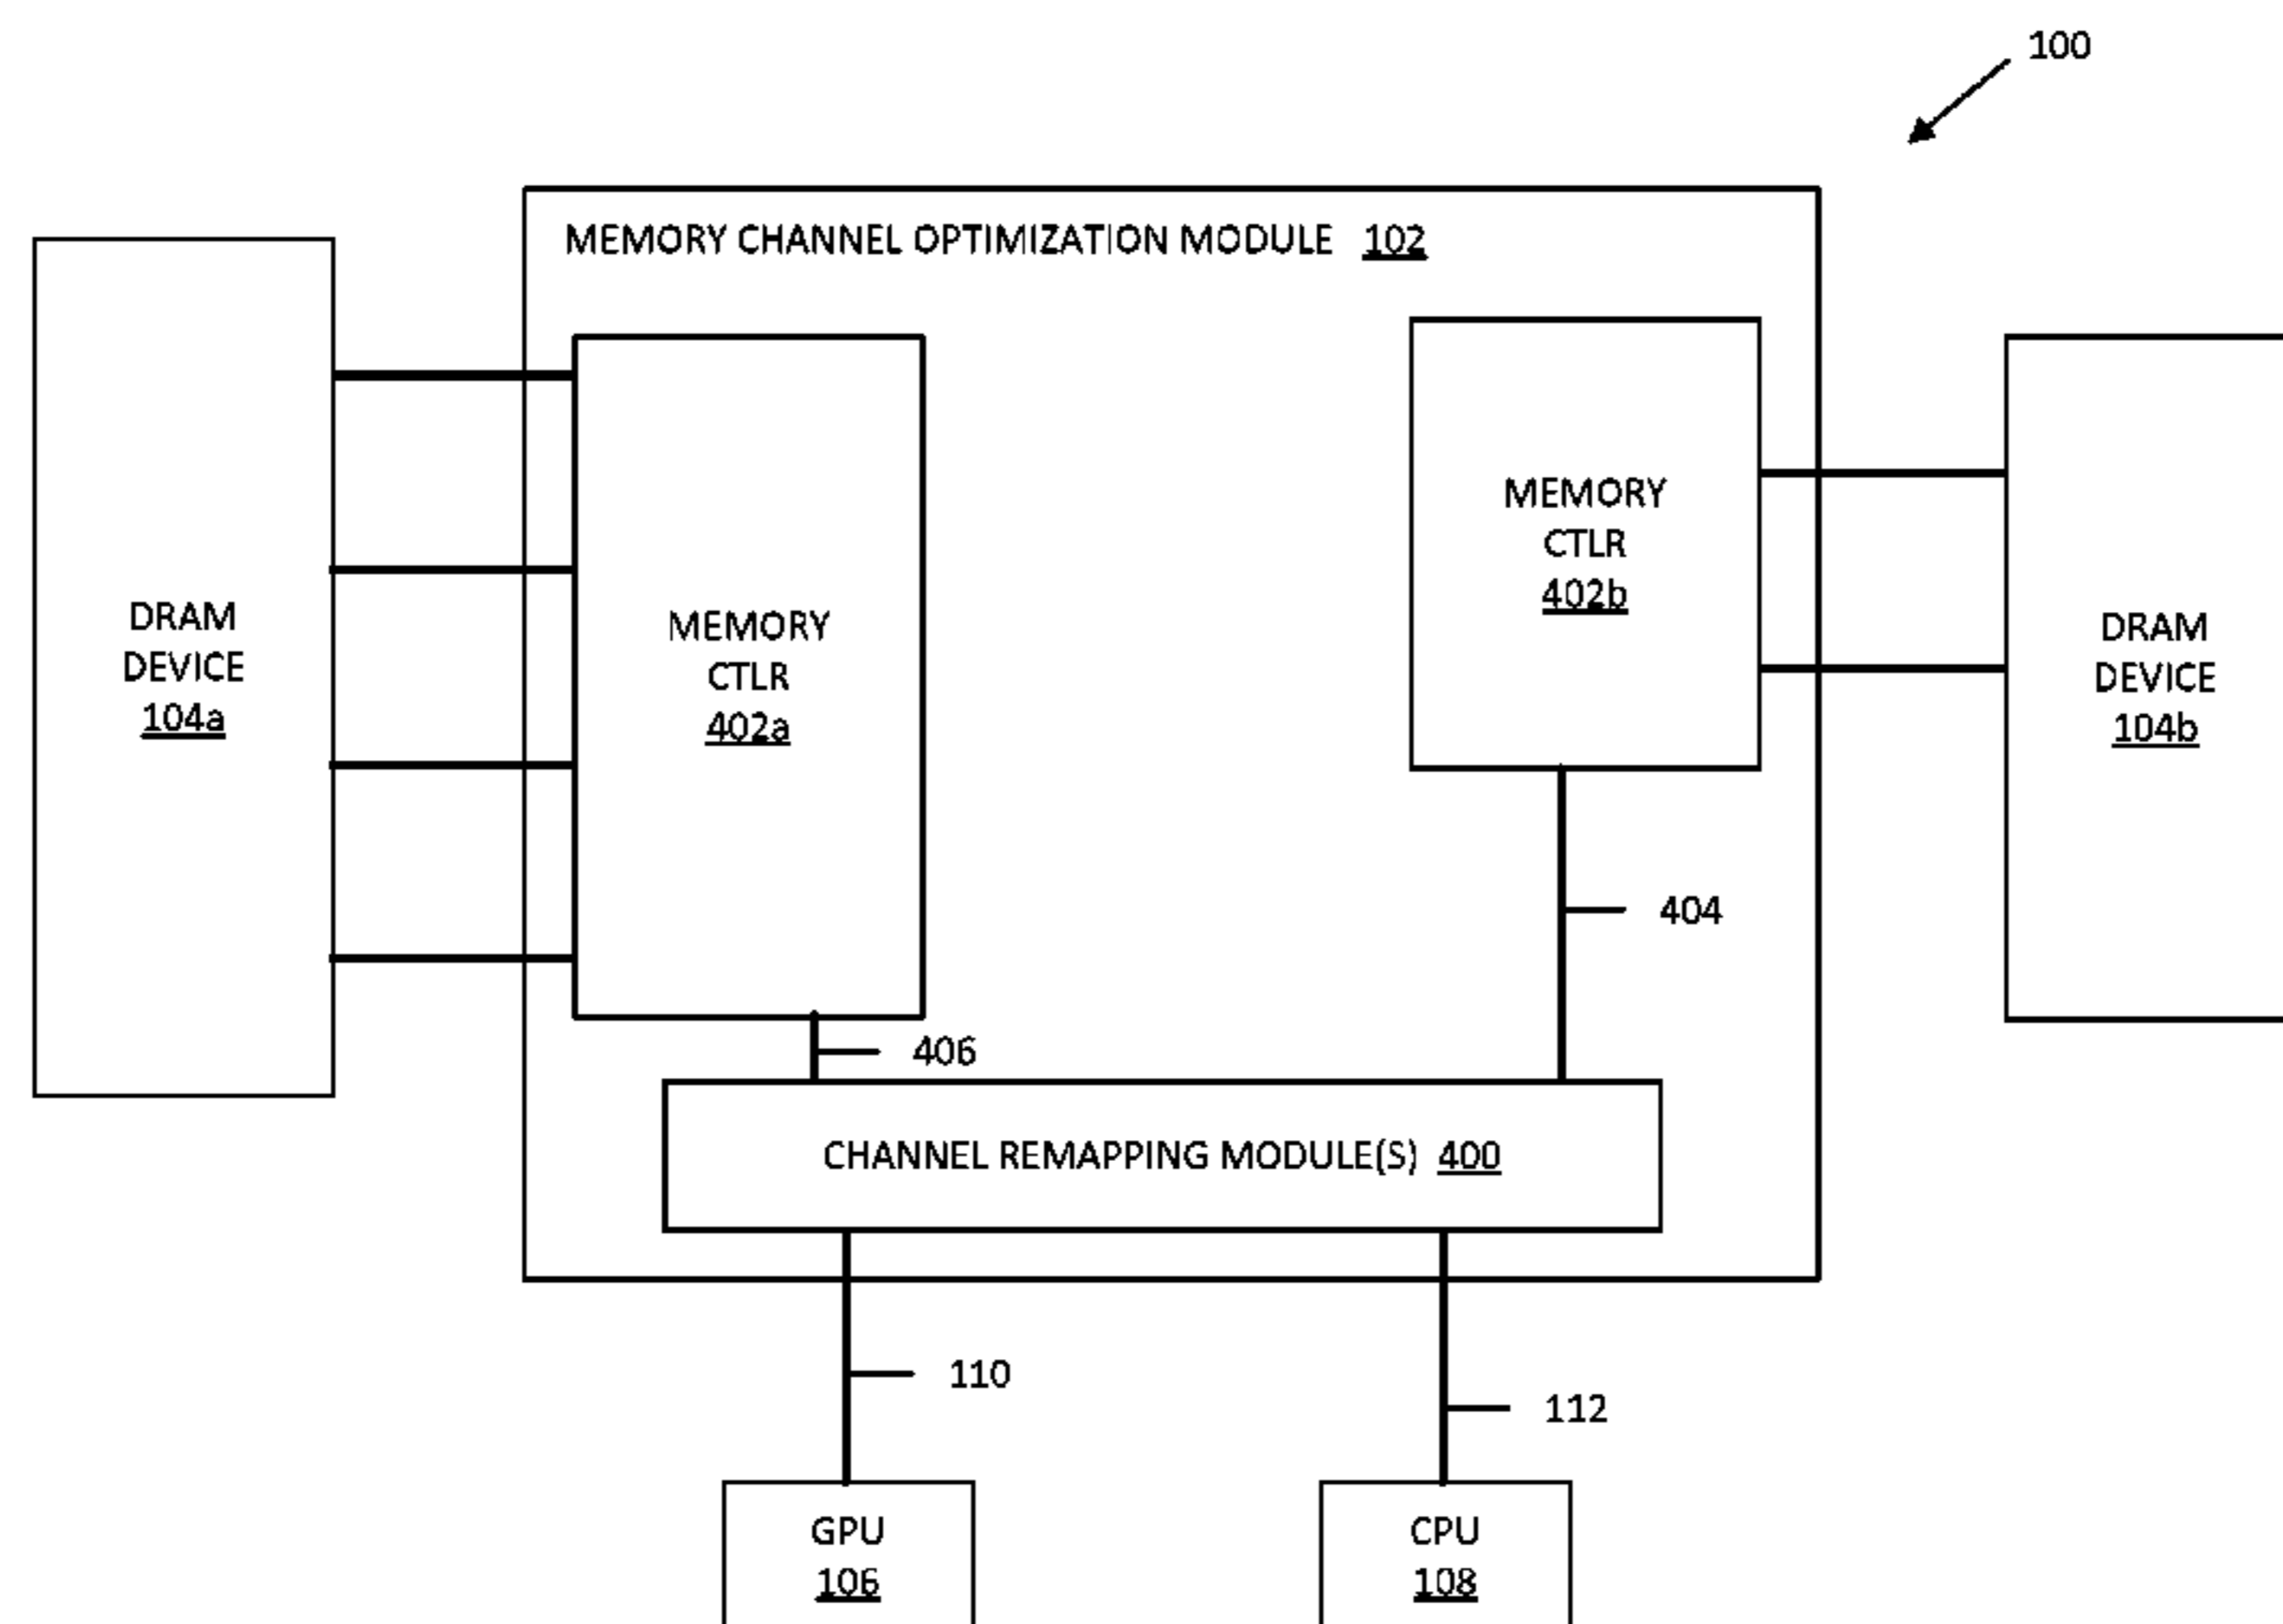 100
MEMORY CHANNEL OPTIMIZATION MODULE 102
DRAM
DEVICE
104a
MEMORY
CTLR
402a
MEMORY
CTLR
402b
DRAM
DEVICE
104b
404
406
CHANNEL REMAPPING MODULE(S) 400
110
112
GPU
106
CPU
108